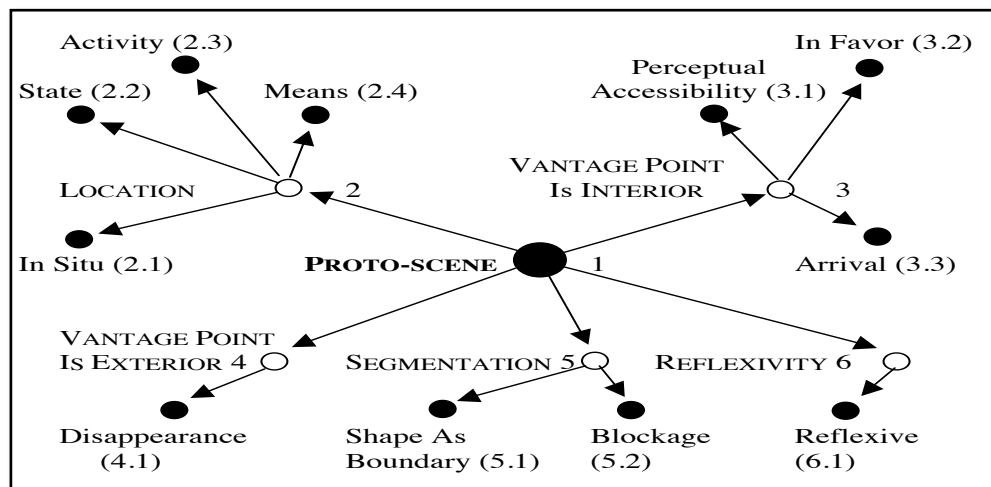 Activity (2.3)
In Favor (3.2)
State (2.2)
Means (2.4)
Perceptual
Accessibility (3.1)
LOCATION 2
VANTAGE POINT
IS INTERIOR 3
In Situ (2.1)
PROTO-SCENE 1
Arrival (3.3)
VANTAGE POINT
IS EXTERIOR 4
SEGMENTATION 5
REFLEXIVITY 6
Disappearance
(4.1)
Shape As
Boundary (5.1)
Blockage
(5.2)
Reflexive
(6.1)